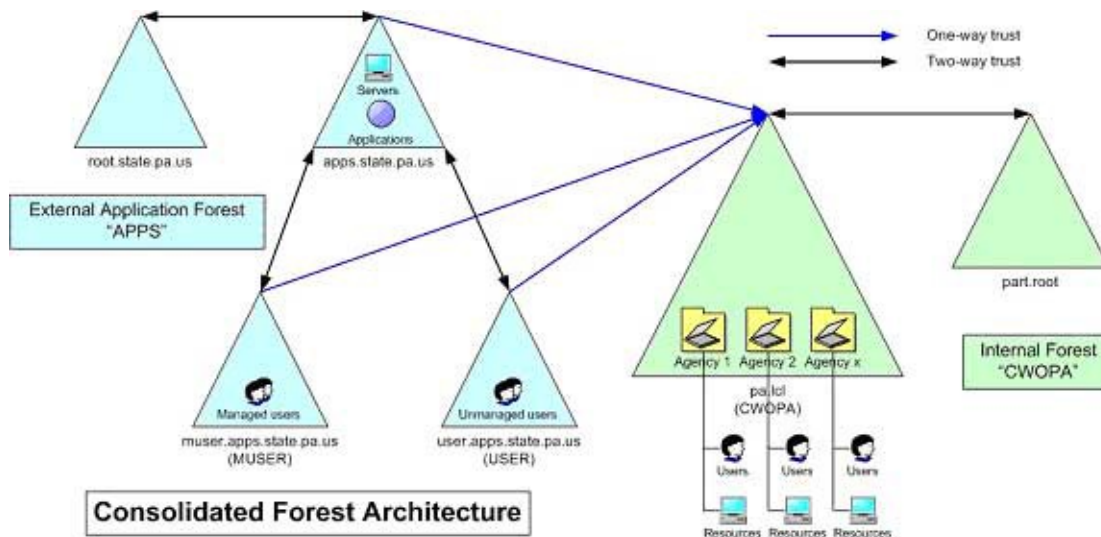 One-way trust
Two-way trust
Servers
Applications
root.state.pa.us
apps.state.pa.us
External Application Forest
"APPS"
part.root
Internal Forest
"CWOPA"
Agency 1
Agency 2
Agency x
pa.lcl
(CWOPA)
Managed users
Unmanaged users
muser.apps.state.pa.us
(MUSER)
user.apps.state.pa.us
(USER)
Users
Users
Users
Resources
Resources
Resources
Consolidated Forest Architecture